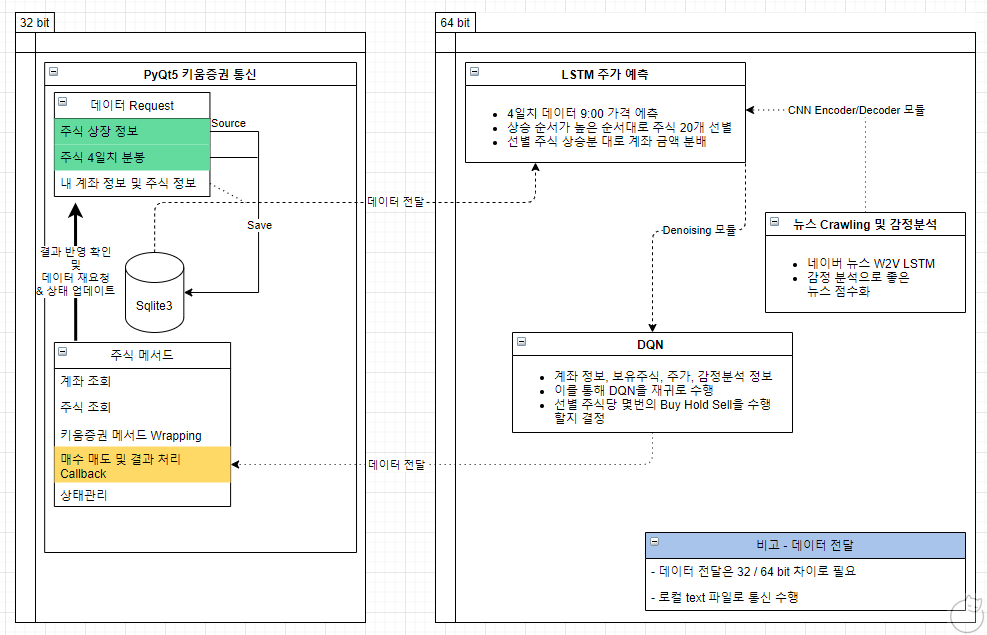 32 bit
PyQt5 키움증권 통신
데이터 Request
주식 상장 정보
주식 4일치 분봉
내 계좌 정보 및 주식 정보
Source
Save
결과 반영 확인
및
데이터 재요청
& 상태 업데이트
Sqlite3
주식 메서드
계좌 조회
주식 조회
키움증권 메서드 Wrapping
매수 매도 및 결과 처리
Callback
상태관리
데이터 전달
데이터 전달
64 bit
LSTM 주가 예측
• 4일치 데이터 9:00 가격 예측
• 상승 순서가 높은 순서대로 주식 20개 선별
• 선별 주식 상승분 대로 계좌 금액 분배
CNN Encoder/Decoder 모듈
Denoising 모듈
뉴스 Crawling 및 감정분석
• 네이버 뉴스 W2V LSTM
• 감정 분석으로 좋은
뉴스 점수화
DQN
• 계좌 정보, 보유주식, 주가, 감정분석 정보
• 이를 통해 DQN을 재귀로 수행
• 선별 주식당 몇번의 Buy Hold Sell을 수행
할지 결정
비고 - 데이터 전달
- 데이터 전달은 32 / 64 bit 차이로 필요
- 로컬 text 파일로 통신 수행